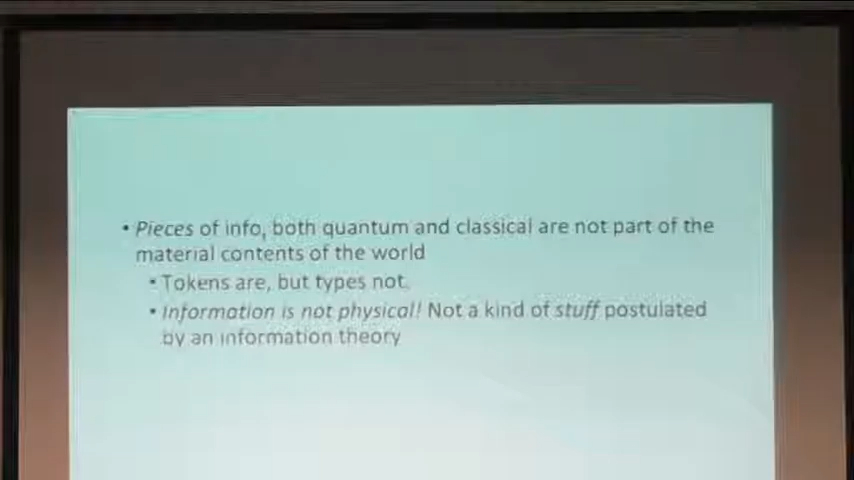 • Pieces of info, both quantum and classical are not part of the
material contents of the world
• Tokens are, but types not.
• Information is not physical! Not a kind of stuff postulated
by an information theory